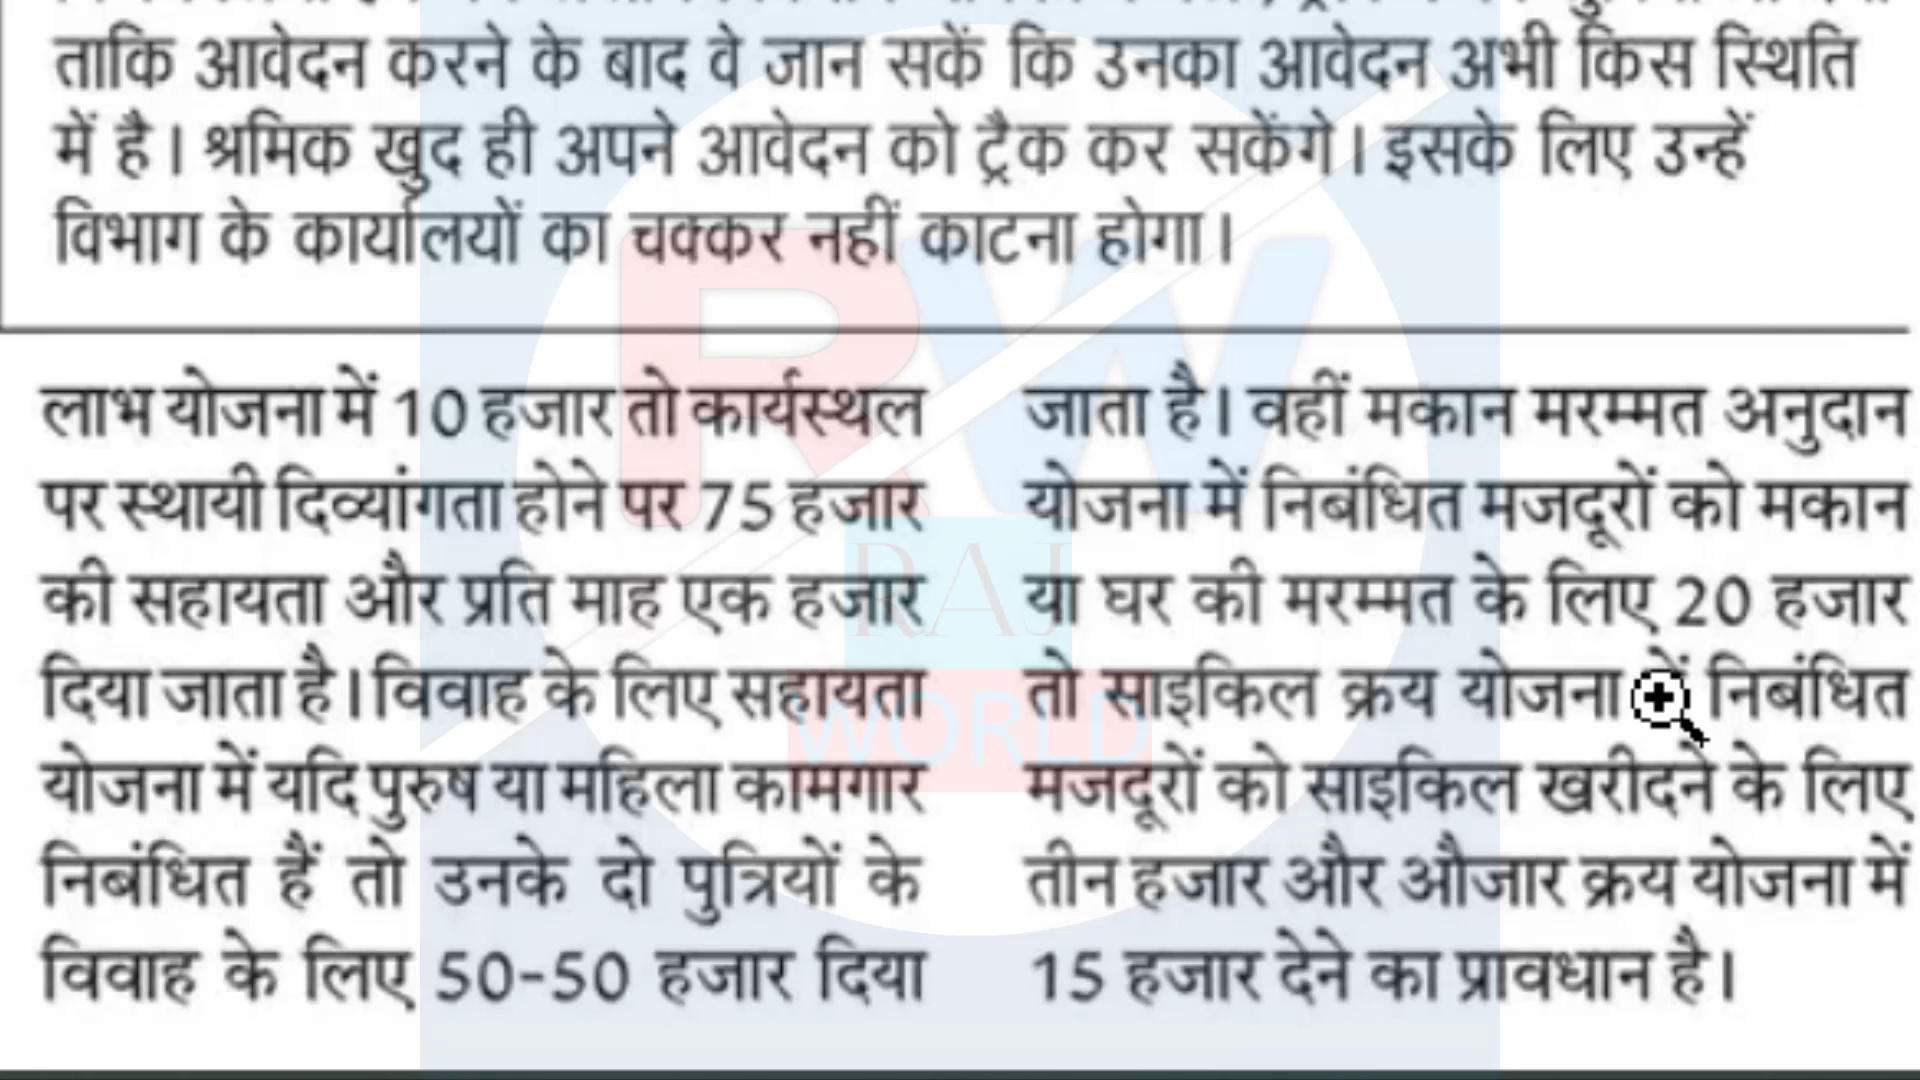 ताकि आवेदन करने के बाद वे जान सकें कि उनका आवेदन अभी किस स्थिति
में है। श्रमिक खुद ही अपने आवेदन को ट्रैक कर सकेंगे। इसके लिए उन्हें
विभाग के कार्यालयों का चक्कर नहीं काटना होगा।
लाभ योजना में 10 हजार तो कार्यस्थल
पर स्थायी दिव्यांगता होने पर 75 हजार
की सहायता और प्रति माह एक हजार
दिया जाता है। विवाह के लिए सहायता
योजना में यदि पुरुष या महिला कामगार
निबंधित हैं तो उनके दो पुत्रियों के
विवाह के लिए 50-50 हजार दिया
जाता है। वहीं मकान मरम्मत अनुदान
योजना में निबंधित मजदूरों को मकान
या घर की मरम्मत के लिए 20 हजार
तो साइकिल क्रय योजना में निबंधित
मजदूरों को साइकिल खरीदने के लिए
तीन हजार और औजार क्रय योजना में
15 हजार देने का प्रावधान है।
RW
RAJ
WORLD